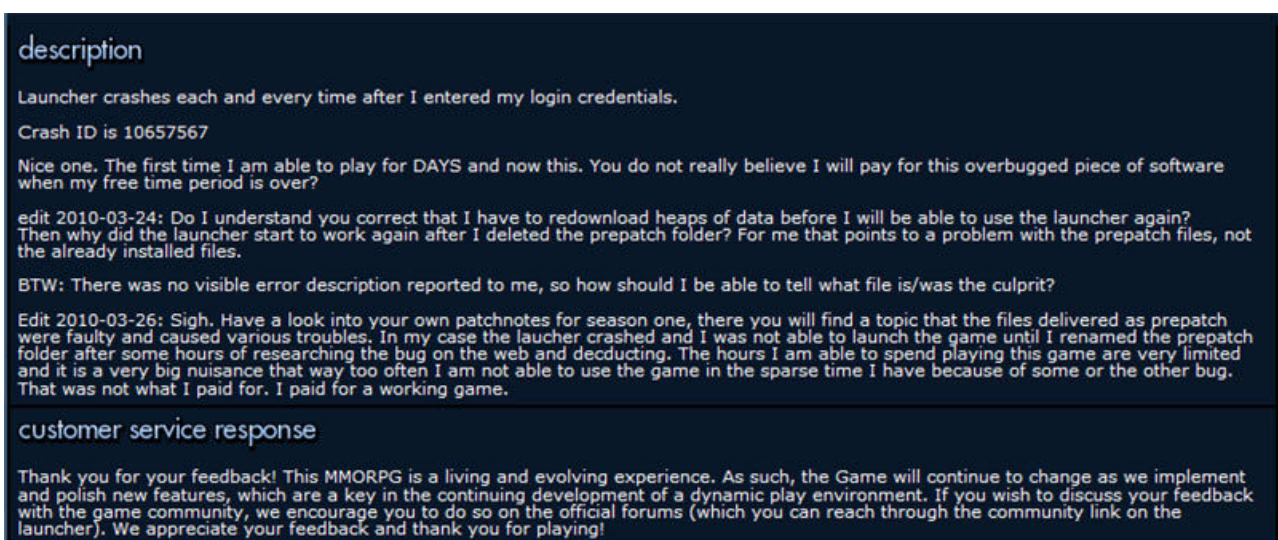 description
Launcher crashes each and every time after I entered my login credentials.
Crash ID is 10657567
Nice one. The first time I am able to play for DAYS and now this. You do not really believe I will pay for this overbugged piece of software
when my free time period is over?
edit 2010-03-24: Do I understand you correct that I have to redownload heaps of data before I will be able to use the launcher again?
Then why did the launcher start to work again after I deleted the prepatch folder? For me that points to a problem with the prepatch files, not
the already installed files.
BTW: There was no visible error description reported to me, so how should I be able to tell what file is/was the culprit?
Edit 2010-03-26: Sigh. Have a look into your own patchnotes for season one, there you will find a topic that the files delivered as prepatch
were faulty and caused various troubles. In my case the laucher crashed and I was not able to launch the game until I renamed the prepatch
folder after some hours of researching the bug on the web and decducting. The hours I am able to spend playing this game are very limited
and it is a very big nuisance that way too often I am not able to use the game in the sparse time I have because of some or the other bug.
That was not what I paid for. I paid for a working game.
customer service response
Thank you for your feedback! This MMORPG is a living and evolving experience. As such, the Game will continue to change as we implement
and polish new features, which are a key in the continuing development of a dynamic play environment. If you wish to discuss your feedback
with the game community, we encourage you to do so on the official forums (which you can reach through the community link on the
launcher). We appreciate your feedback and thank you for playing!